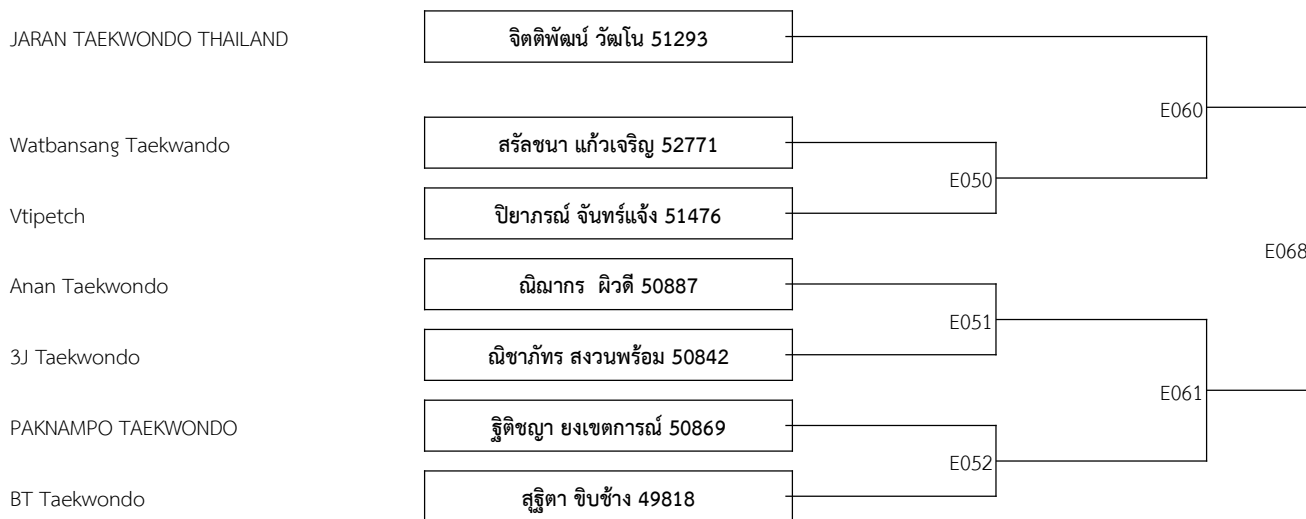 JARAN TAEKWONDO THAILAND
จิตติพัฒน์ วัฒโน 51293
E060
Watbansang Taekwando
สรัลชนา แก้วเจริญ 52771
E050
Vtipetch
ปิยาภรณ์ จันทร์แจ้ง 51476
E068
Anan Taekwondo
ณิฌากร ผิวดี 50887
E051
3J Taekwondo
ณิชาภัทร สงวนพร้อม 50842
E061
PAKNAMPO TAEKWONDO
ฐิติชญา ยงเขตการณ์ 50869
E052
BT Taekwondo
สุฐิตา ขิบช้าง 49818